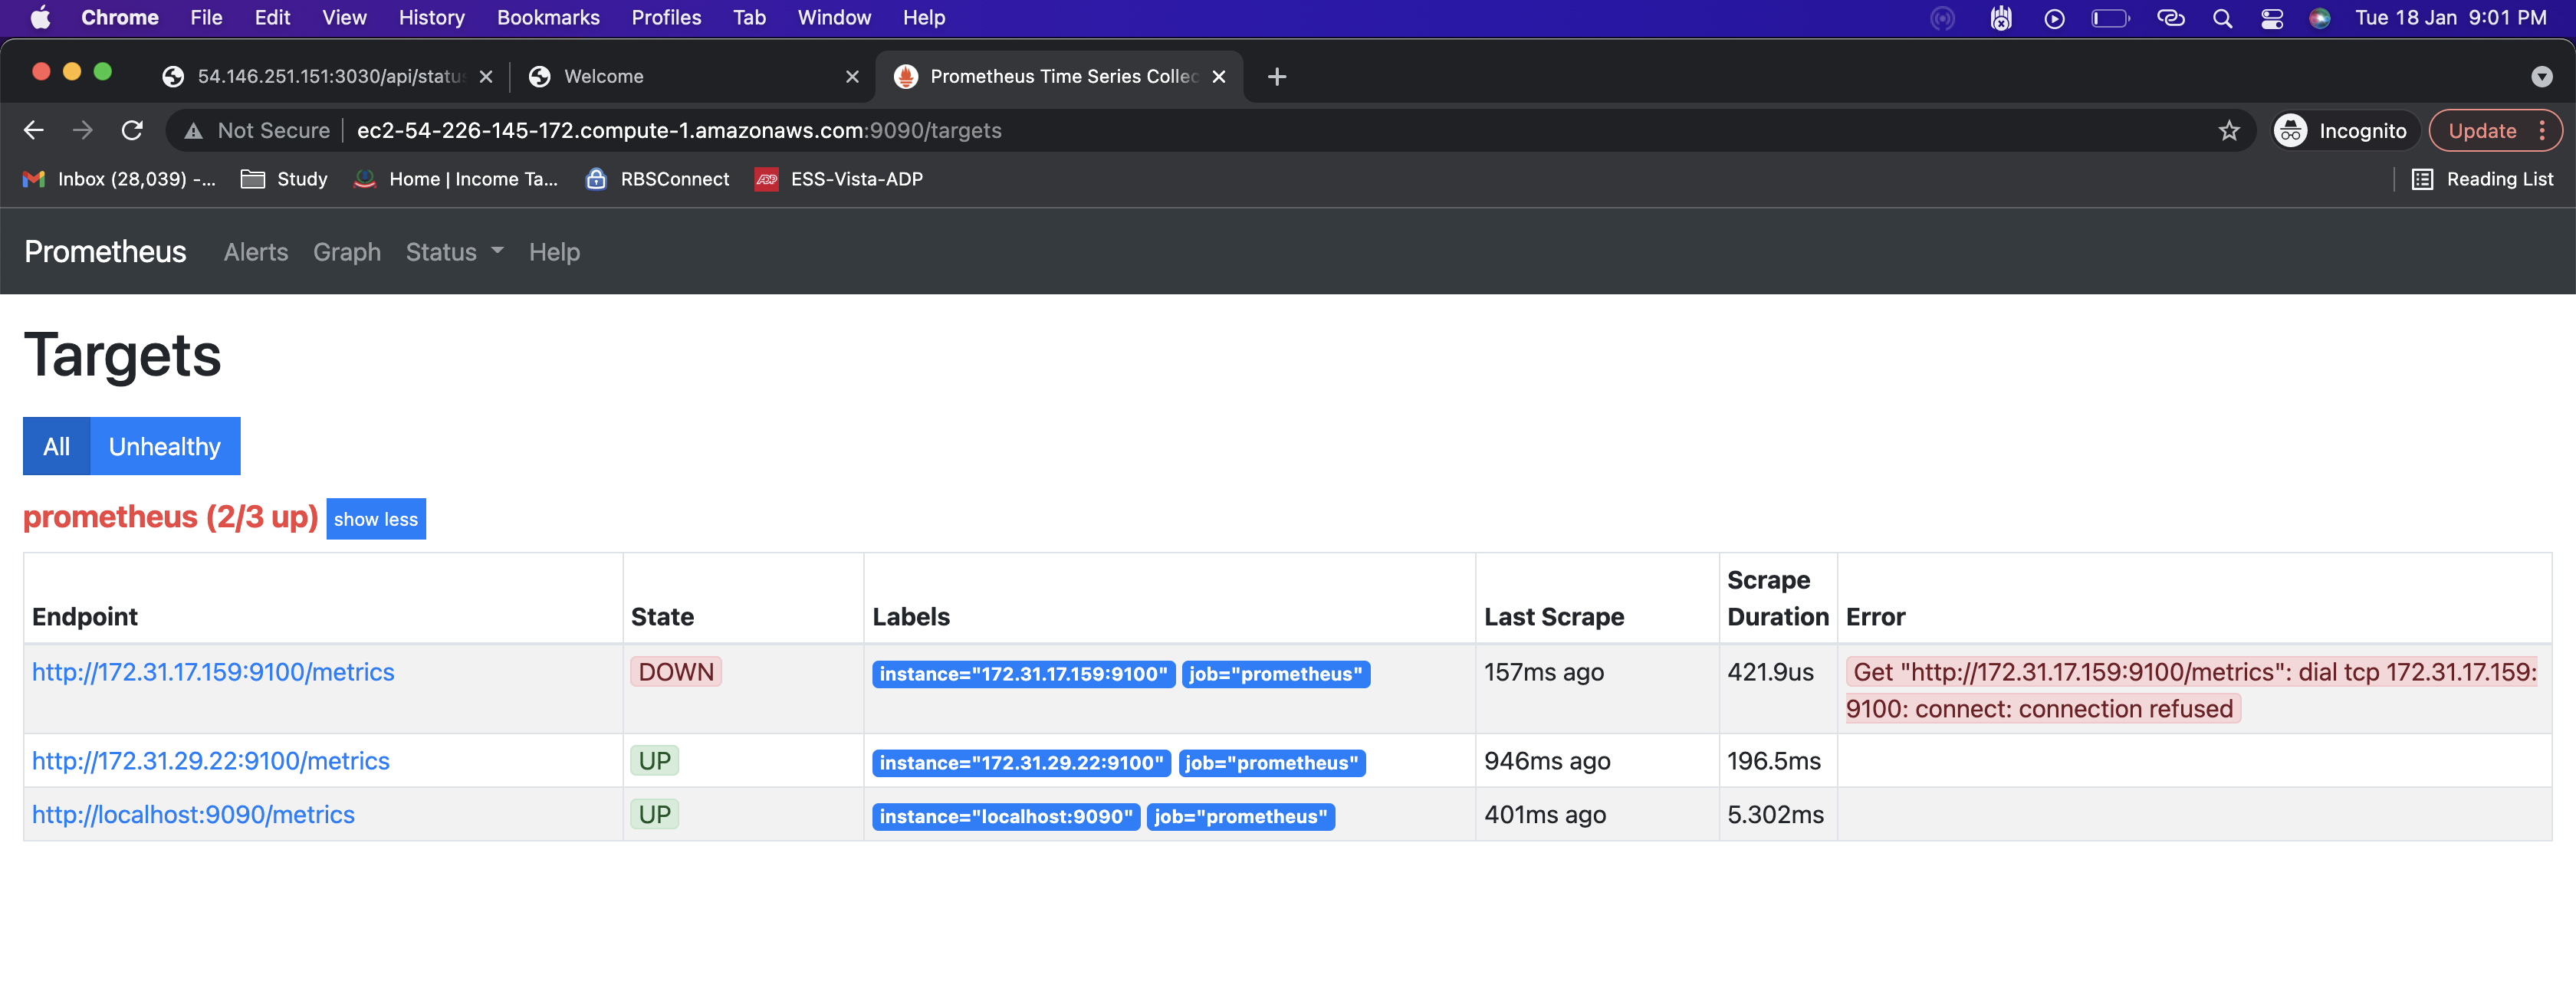 Chrome File Edit View History Bookmarks Profiles Tab Window Help Tue 18 Jan 9:01 PM
54.146.251.151:3030/api/statu Welcome Prometheus Time Series Collec
Not Secure ec2-54-226-145-172.compute-1.amazonaws.com:9090/targets Incognito Update
Inbox (28,039) -... Study Home | Income Ta... RBSConnect ADP ESS-Vista-ADP Reading List
Prometheus Alerts Graph Status Help
Targets
All Unhealthy
prometheus (2/3 up) show less
Endpoint State Labels Last Scrape Scrape Duration Error
http://172.31.17.159:9100/metrics DOWN instance="172.31.17.159:9100" job="prometheus" 157ms ago 421.9us Get "http://172.31.17.159:9100/metrics": dial tcp 172.31.17.159:
9100: connect: connection refused
http://172.31.29.22:9100/metrics UP instance="172.31.29.22:9100" job="prometheus" 946ms ago 196.5ms
http://localhost:9090/metrics UP instance="localhost:9090" job="prometheus" 401ms ago 5.302ms